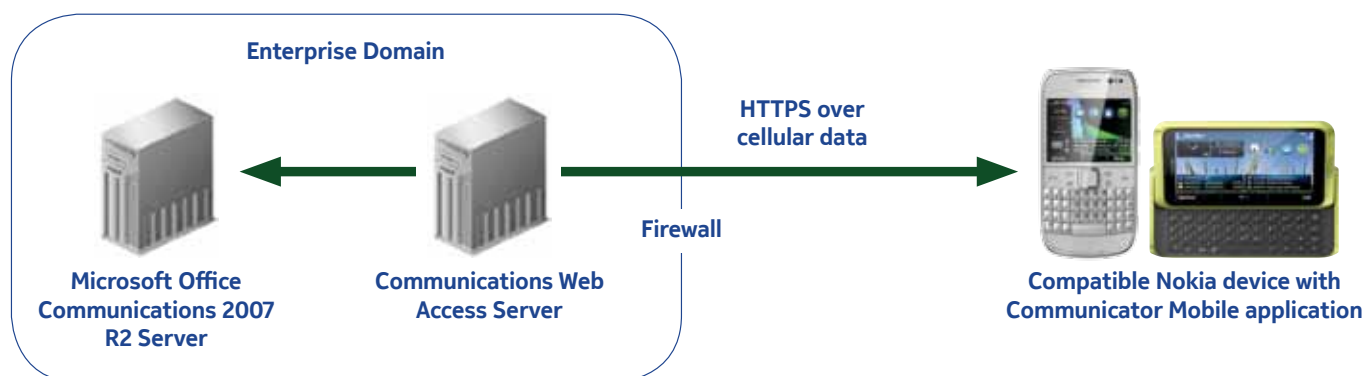 Enterprise Domain
HTTPS over
cellular data
Firewall
Microsoft Office
Communications 2007
R2 Server
Communications Web
Access Server
Compatible Nokia device with
Communicator Mobile application